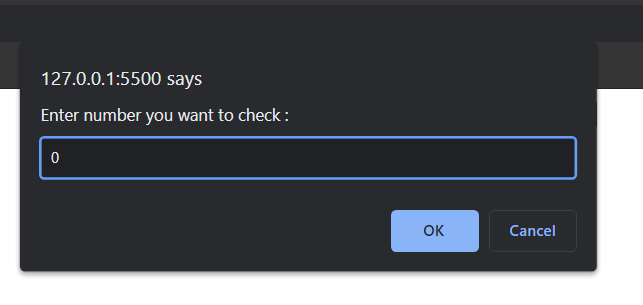 127.0.0.1:5500 says
Enter number you want to check :
0
OK Cancel